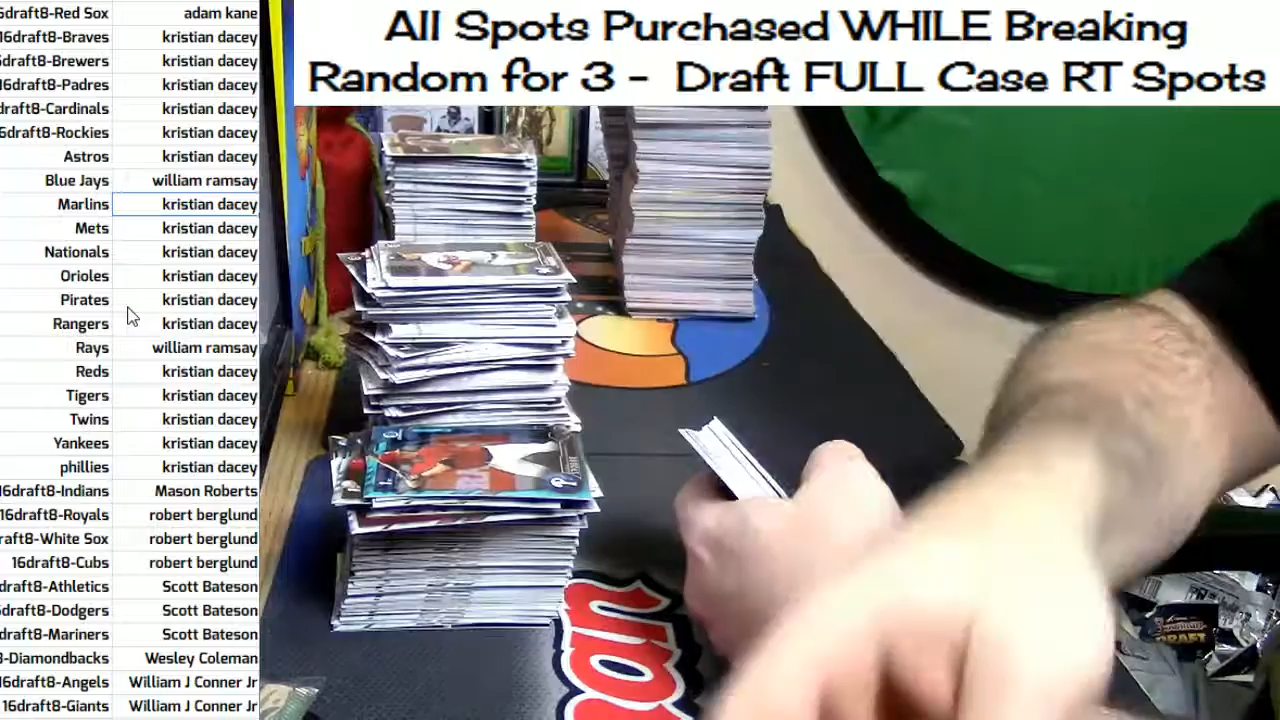 All Spots Purchased WHILE Breaking
Random for 3 - Draft FULL Case RT Spots
6draft8-Red Sox adam kane
16draft8-Braves kristian dacey
6draft8-Brewers kristian dacey
16draft8-Padres kristian dacey
draft8-Cardinals kristian dacey
6draft8-Rockies kristian dacey
Astros kristian dacey
Blue Jays william ramsay
Marlins kristian dacey
Mets kristian dacey
Nationals kristian dacey
Orioles kristian dacey
Pirates kristian dacey
Rangers kristian dacey
Rays william ramsay
Reds kristian dacey
Tigers kristian dacey
Twins kristian dacey
Yankees kristian dacey
phillies kristian dacey
16draft8-Indians Mason Roberts
16draft8-Royals robert berglund
raft8-White Sox robert berglund
16draft8-Cubs robert berglund
draft8-Athletics Scott Bateson
draft8-Dodgers Scott Bateson
draft8-Mariners Scott Bateson
8-Diamondbacks Wesley Coleman
16draft8-Angels William J Conner Jr
16draft8-Giants William J Conner Jr
DRAFT